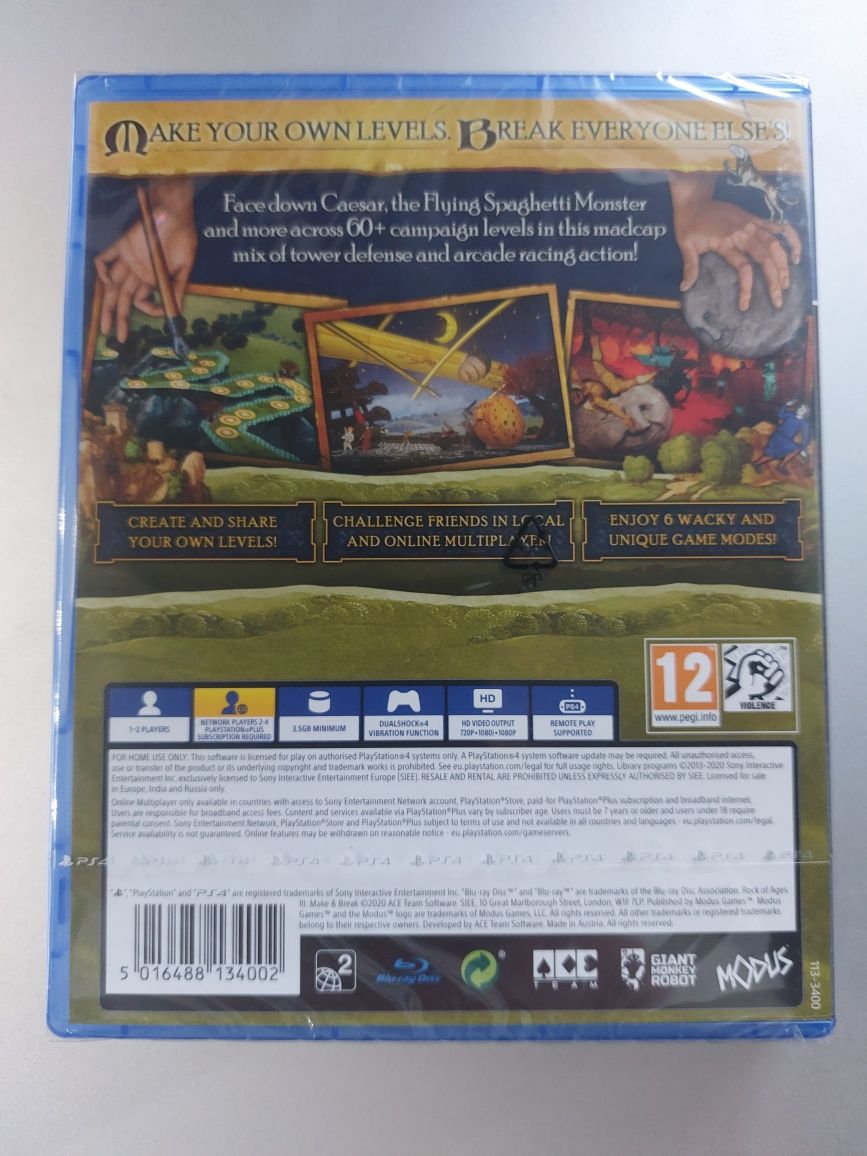 MAKE YOUR OWN LEVELS. BREAK EVERYONE ELSE'S!
Face down Caesar, the Flying Spaghetti Monster
and more across 60+ campaign levels in this madcap
mix of tower defense and arcade racing action!
CREATE AND SHARE
YOUR OWN LEVELS!
CHALLENGE FRIENDS IN LOCAL
AND ONLINE MULTIPLAYER!
ENJOY 6 WACKY AND
UNIQUE GAME MODES!
PP
12
www.pegi.info
VIOLENCE
1-2 PLAYERS
NETWORK PLAYERS 2-4
PLAYSTATION®PLUS
SUBSCRIPTION REQUIRED
3.5GB MINIMUM
DUALSHOCK®4
VIBRATION FUNCTION
HD
HD VIDEO OUTPUT
720P•1080i•1080P
PS4
REMOTE PLAY
SUPPORTED
FOR HOME USE ONLY: This software is licensed for play on authorised PlayStation®4 systems only. A PlayStation®4 system software update may be required. All unauthorised access,
use or transfer of the product or its underlying copyright and trademark works is prohibited. See eu.playstation.com/legal for full usage rights. Library programs ©2013-2020 Sony Interactive
Entertainment Inc. exclusively licensed to Sony Interactive Entertainment Europe (SIEE). RESALE AND RENTAL ARE PROHIBITED UNLESS EXPRESSLY AUTHORISED BY SIEE. Licensed for sale
in Europe, India and Russia only.
Online Multiplayer only available in countries with access to Sony Entertainment Network account, PlayStation®Store, paid-for PlayStation®Plus subscription and broadband internet.
Users are responsible for broadband access fees. Content and services available via PlayStation®Plus vary by subscriber age. Users must be 7 years or older and users under 18 require
parental consent. Sony Entertainment Network, PlayStation®Store and PlayStation®Plus subject to terms of use and not available in all countries and languages - eu.playstation.com/legal.
Service availability is not guaranteed. Online features may be withdrawn on reasonable notice - eu.playstation.com/gameservers.
PS4 PS4 PS4 PS4 PS4 PS4 PS4 PS4 PS4 PS4 PS4
"PlayStation" and "PS4" are registered trademarks of Sony Interactive Entertainment Inc. "Blu-ray Disc™" and "Blu-ray™" are trademarks of the Blu-ray Disc Association. Rock of Ages
III: Make & Break ©2020 ACE Team Software. SIEE, 10 Great Marlborough Street, London, W1F 7LP. Published by Modus Games™. Modus
Games™ and the Modus™ logo are trademarks of Modus Games, LLC. All rights reserved. All other trademarks or registered trademarks
belong to their respective owners. Developed by ACE Team Software. Made in Austria. All rights reserved.
5 016488 134002
2
Blu-ray Disc
ACE
TEAM
GIANT
MONKEY
ROBOT
MODUS
113-3400